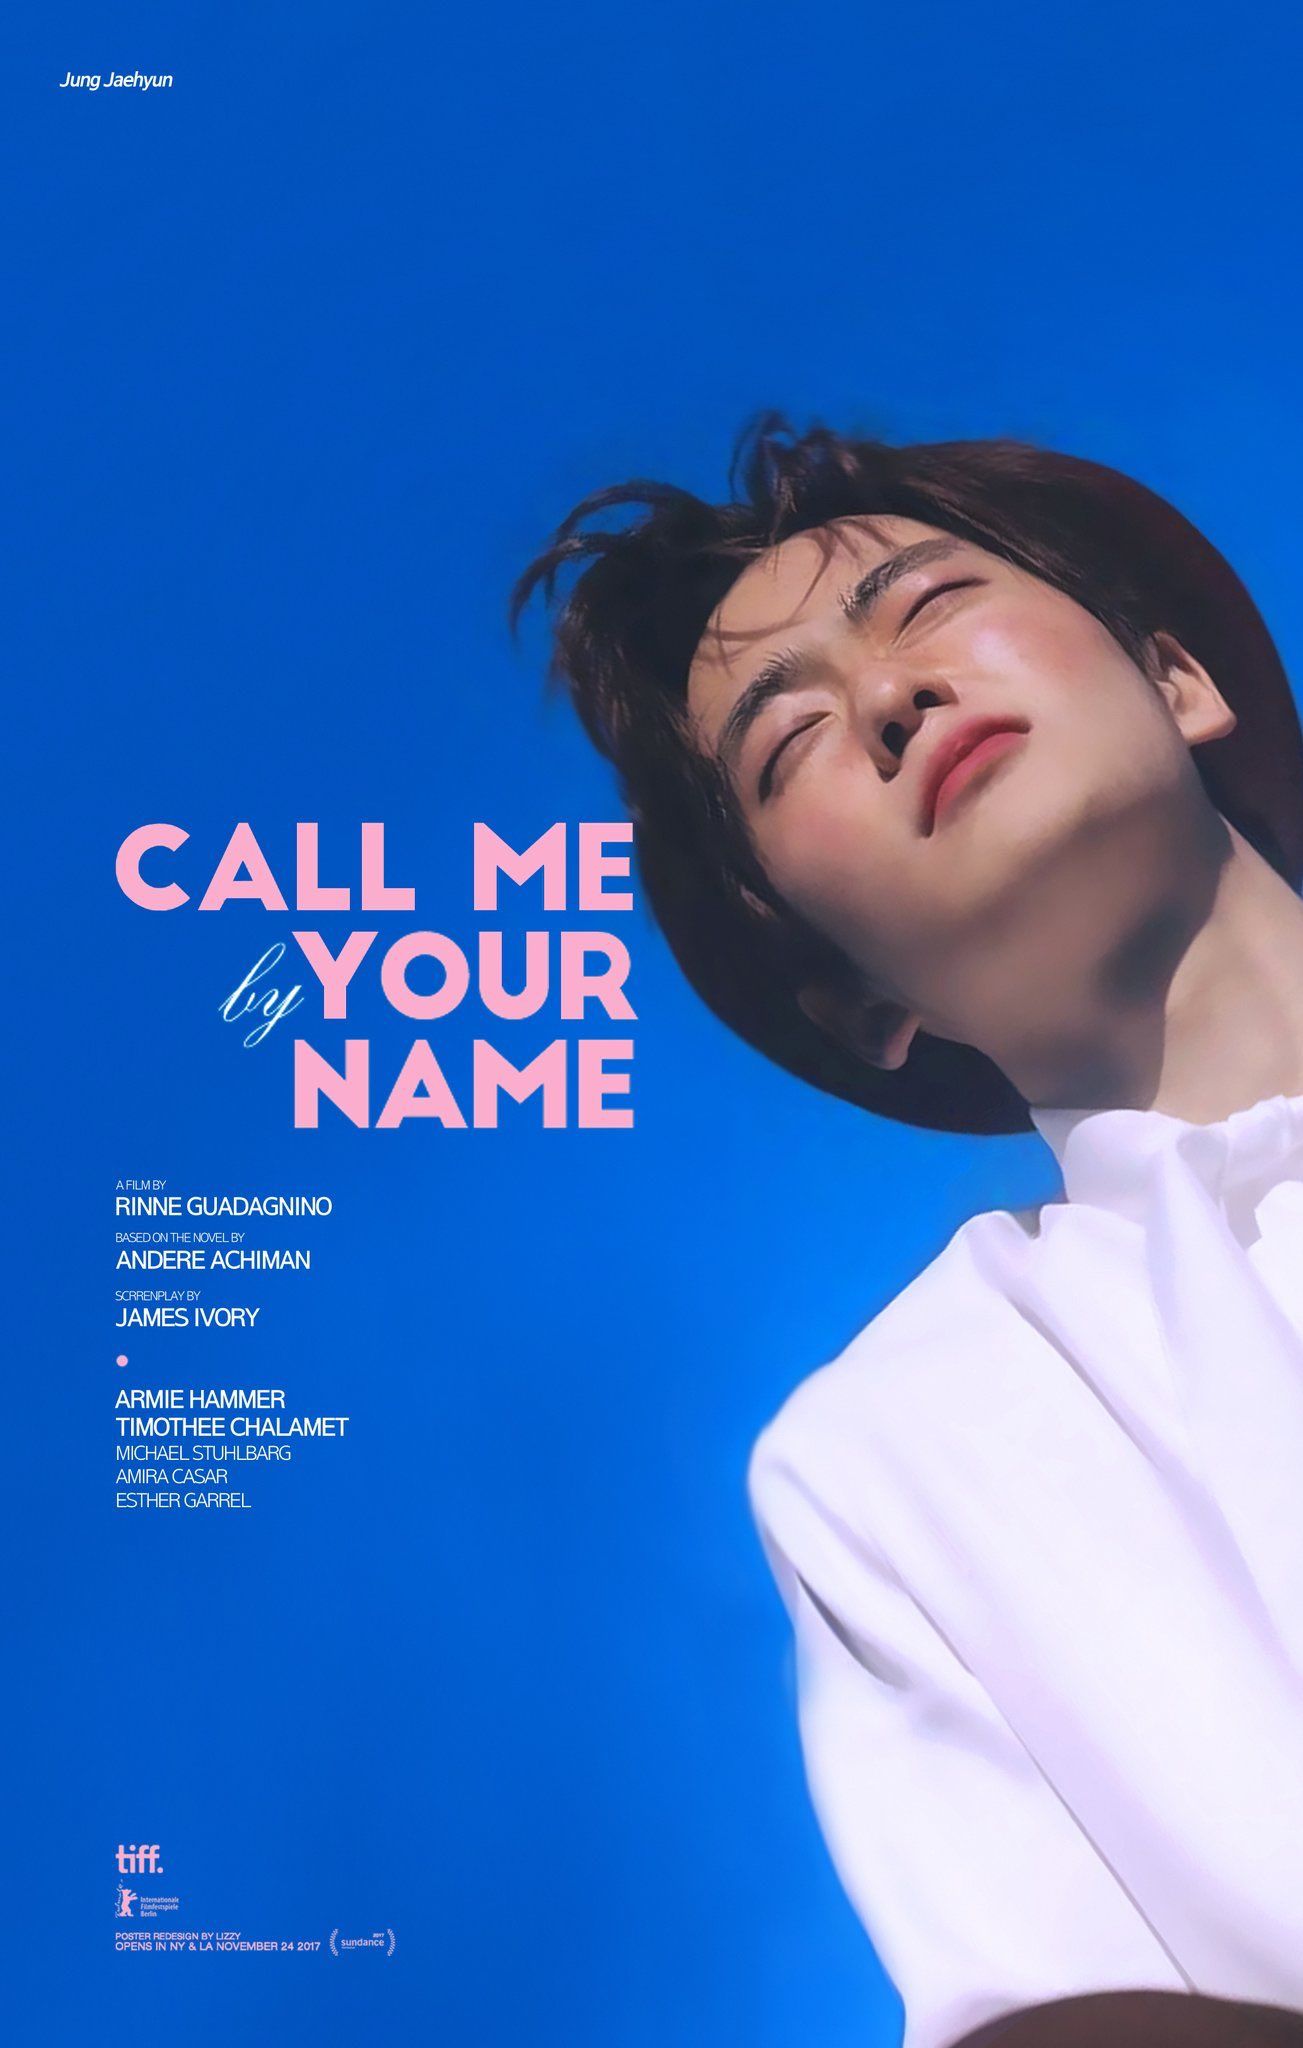 Jung Jaehyun
CALL ME
by YOUR
NAME
A FILM BY
RINNE GUADAGNINO
BASED ON THE NOVEL BY
ANDERE ACHIMAN
SCRRENPLAY BY
JAMES IVORY
ARMIE HAMMER
TIMOTHEE CHALAMET
MICHAEL STUHLBARG
AMIRA CASAR
ESTHER GARREL
tiff.
Internationale
Filmfestspiele
Berlin
POSTER REDESIGN BY LIZZY
OPENS IN NY & LA NOVEMBER 24 2017
2017
sundance